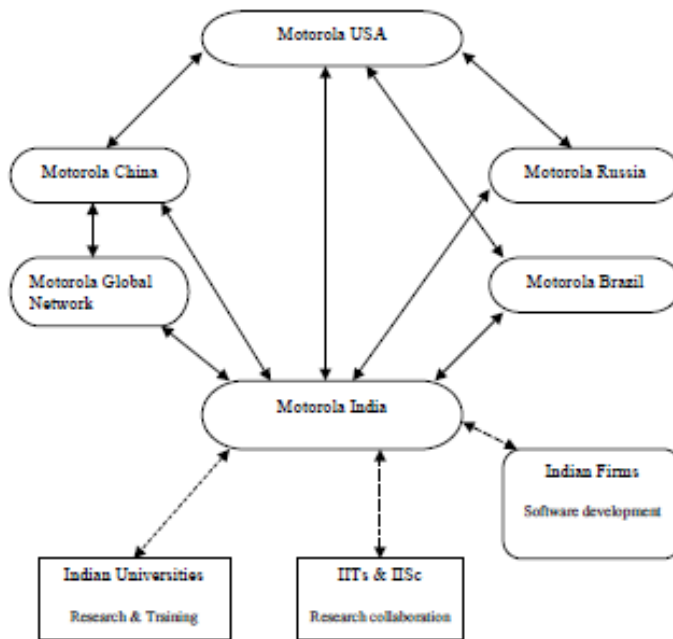 Motorola USA
Motorola China
Motorola Russia
Motorola Global
Network
Motorola Brazil
Motorola India
Indian Firms
Software development
Indian Universities
Research & Training
IITs & IISc
Research collaboration